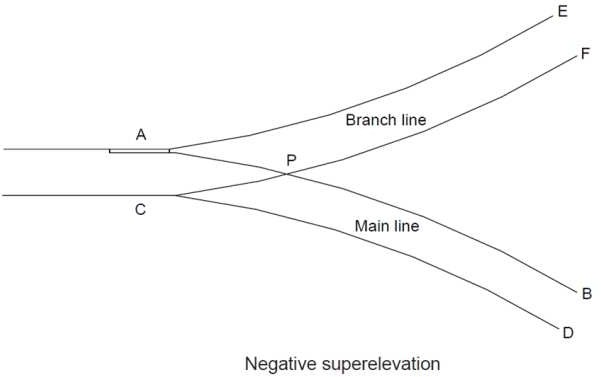 E
F
A
Branch line
P
C
Main line
B
D
Negative superelevation